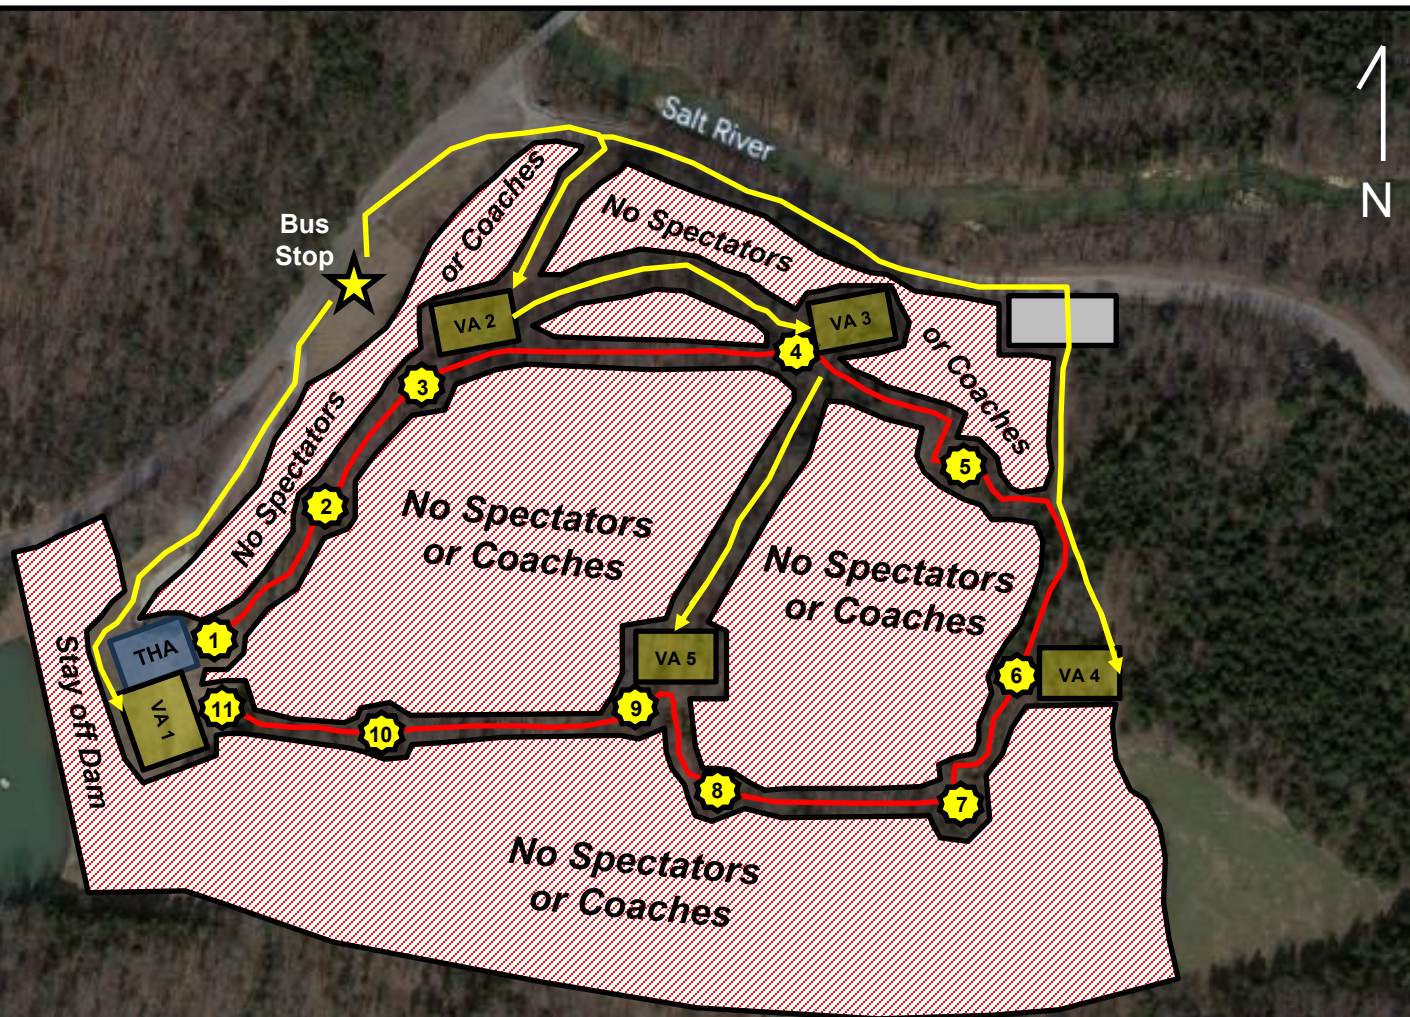 Salt River
N
or Coaches
Bus
Stop
No Spectators
VA 2
VA 3
4
or Coaches
3
5
No Spectators
2
No Spectators
or Coaches
No Spectators
or Coaches
1
THA
Stay off Dam
VA 5
6
VA 4
VA 1
11
9
10
8
7
No Spectators
or Coaches